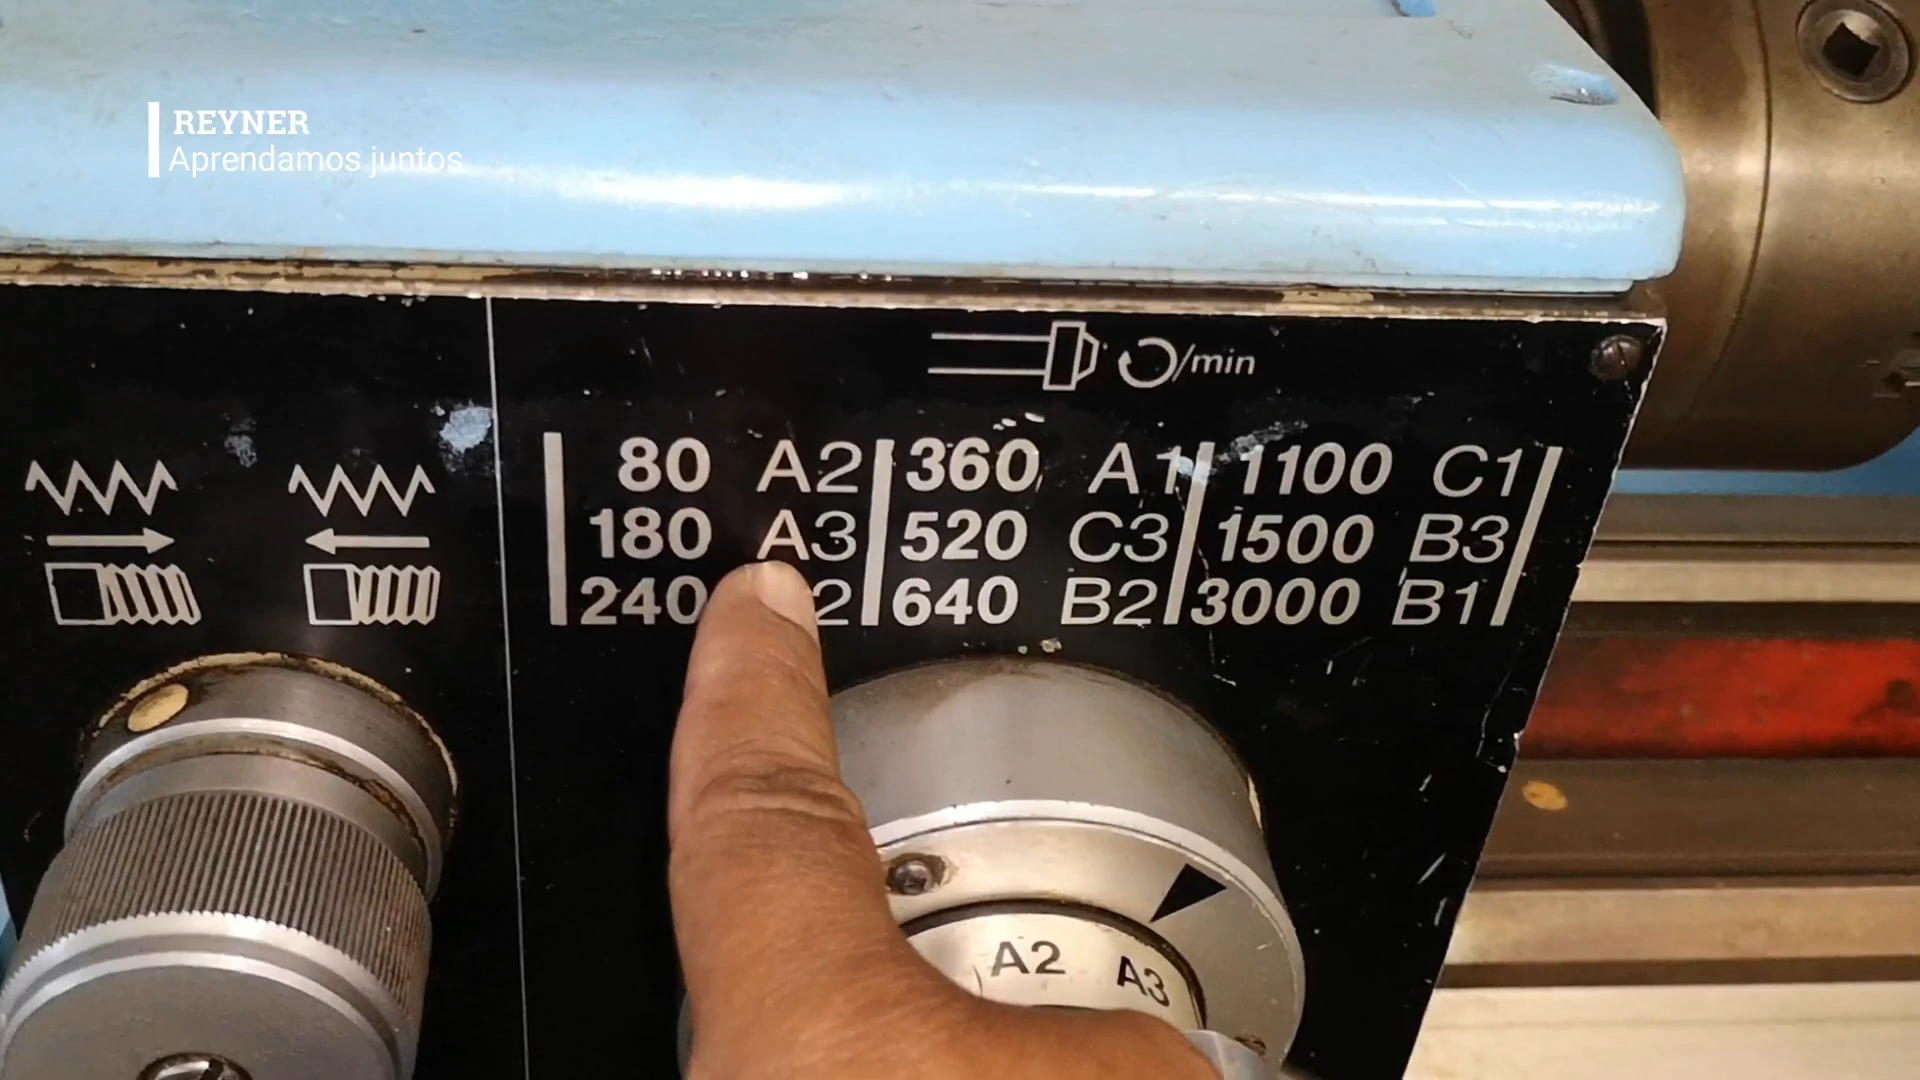 REYNER
Aprendamos juntos
/min
80 A2 360 A1 1100 C1
180 A3 520 C3 1500 B3
240 2 640 B2 3000 B1
A2 A3